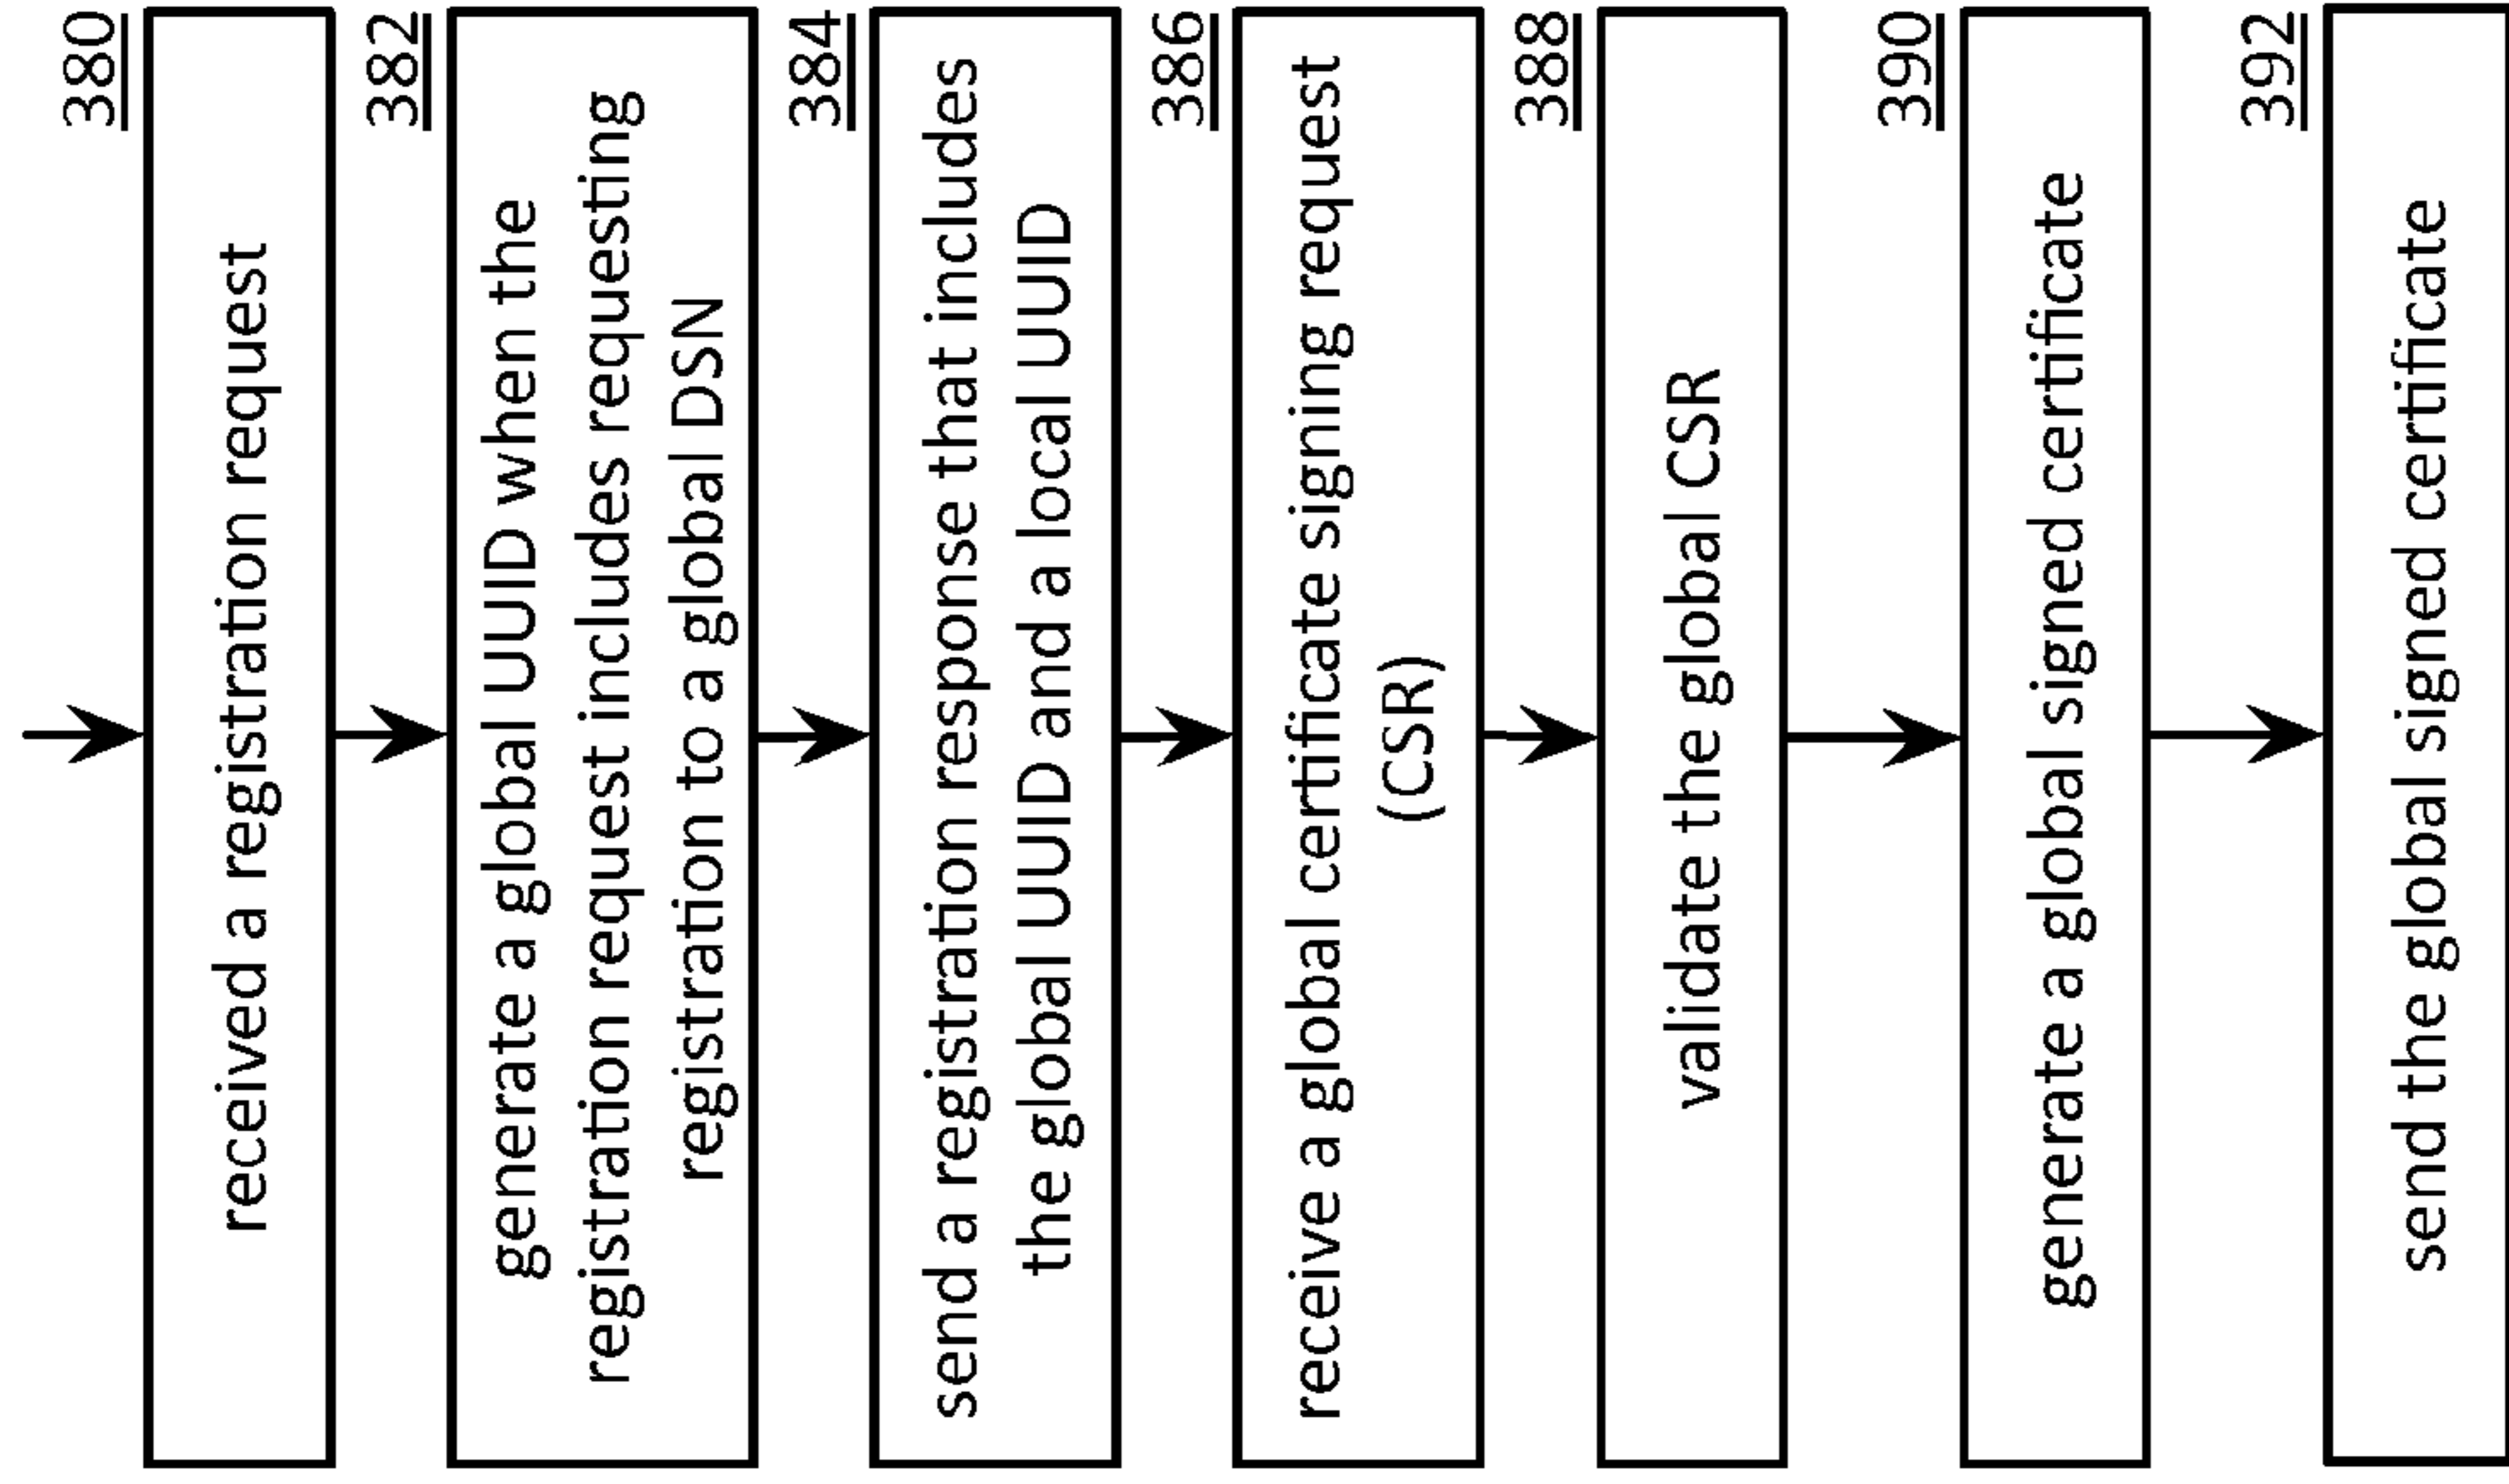 380
received a registration request
382
generate a global UUID when the
registration request includes requesting
registration to a global DSN
384
send a registration response that includes
the global UUID and a local UUID
386
receive a global certificate signing request
(CSR)
388
validate the global CSR
390
generate a global signed certificate
392
send the global signed certificate